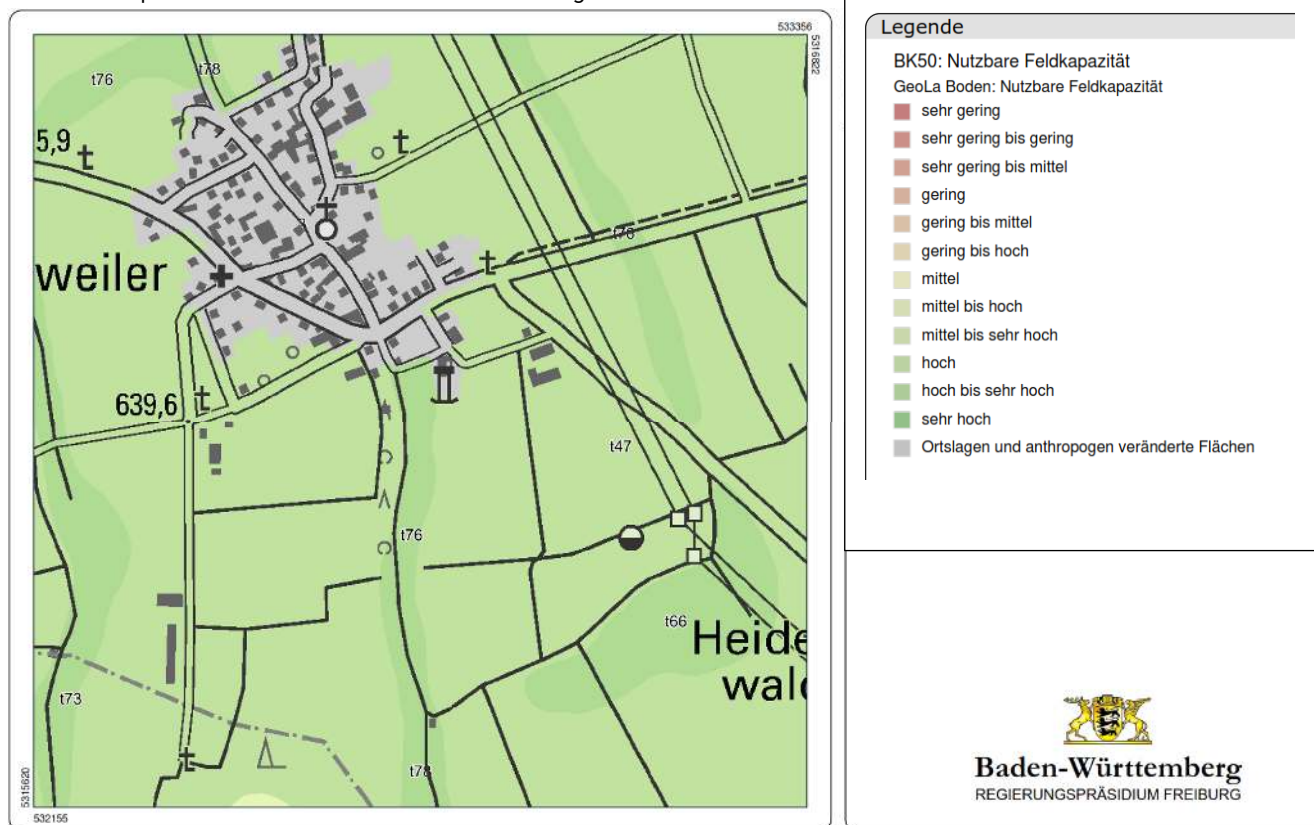 533356
5316822
t76
t78
5,9
t76
weiler
639,6
t47
t76
t66
Heide
wald
t73
t78
5315620
532155
Legende
BK50: Nutzbare Feldkapazität
GeoLa Boden: Nutzbare Feldkapazität
sehr gering
sehr gering bis gering
sehr gering bis mittel
gering
gering bis mittel
gering bis hoch
mittel
mittel bis hoch
mittel bis sehr hoch
hoch
hoch bis sehr hoch
sehr hoch
Ortslagen und anthropogen veränderte Flächen
Baden-Württemberg
REGIERUNGSPRÄSIDIUM FREIBURG